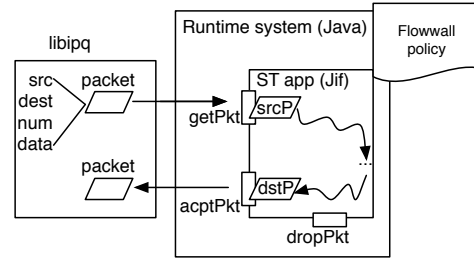 libipq
src
dest
num
data
packet
packet
Runtime system (Java)
Flowwall
policy
ST app (Jif)
getPkt
srcP
...
dstP
acptPkt
dropPkt